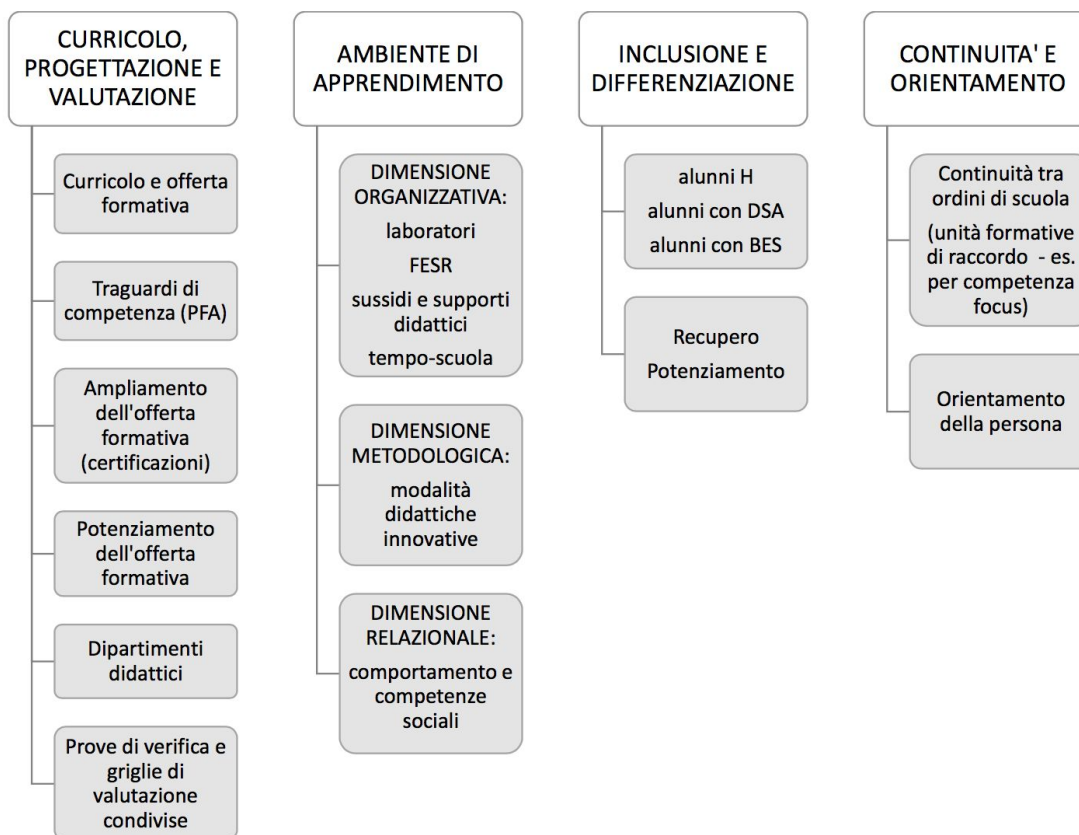 CURRICOLO,
PROGETTAZIONE E
VALUTAZIONE
Curricolo e offerta
formativa
Traguardi di
competenza (PFA)
Ampliamento
dell'offerta
formativa
(certificazioni)
Potenziamento
dell'offerta
formativa
Dipartimenti
didattici
Prove di verifica e
griglie di
valutazione
condivise
AMBIENTE DI
APPRENDIMENTO
DIMENSIONE
ORGANIZZATIVA:
laboratori
FESR
sussidi e supporti
didattici
tempo-scuola
DIMENSIONE
METODOLOGICA:
modalità
didattiche
innovative
DIMENSIONE
RELAZIONALE:
comportamento e
competenze
sociali
INCLUSIONE E
DIFFERENZIAZIONE
alunni H
alunni con DSA
alunni con BES
Recupero
Potenziamento
CONTINUITA' E
ORIENTAMENTO
Continuità tra
ordini di scuola
(unità formative
di raccordo - es.
per competenza
focus)
Orientamento
della persona